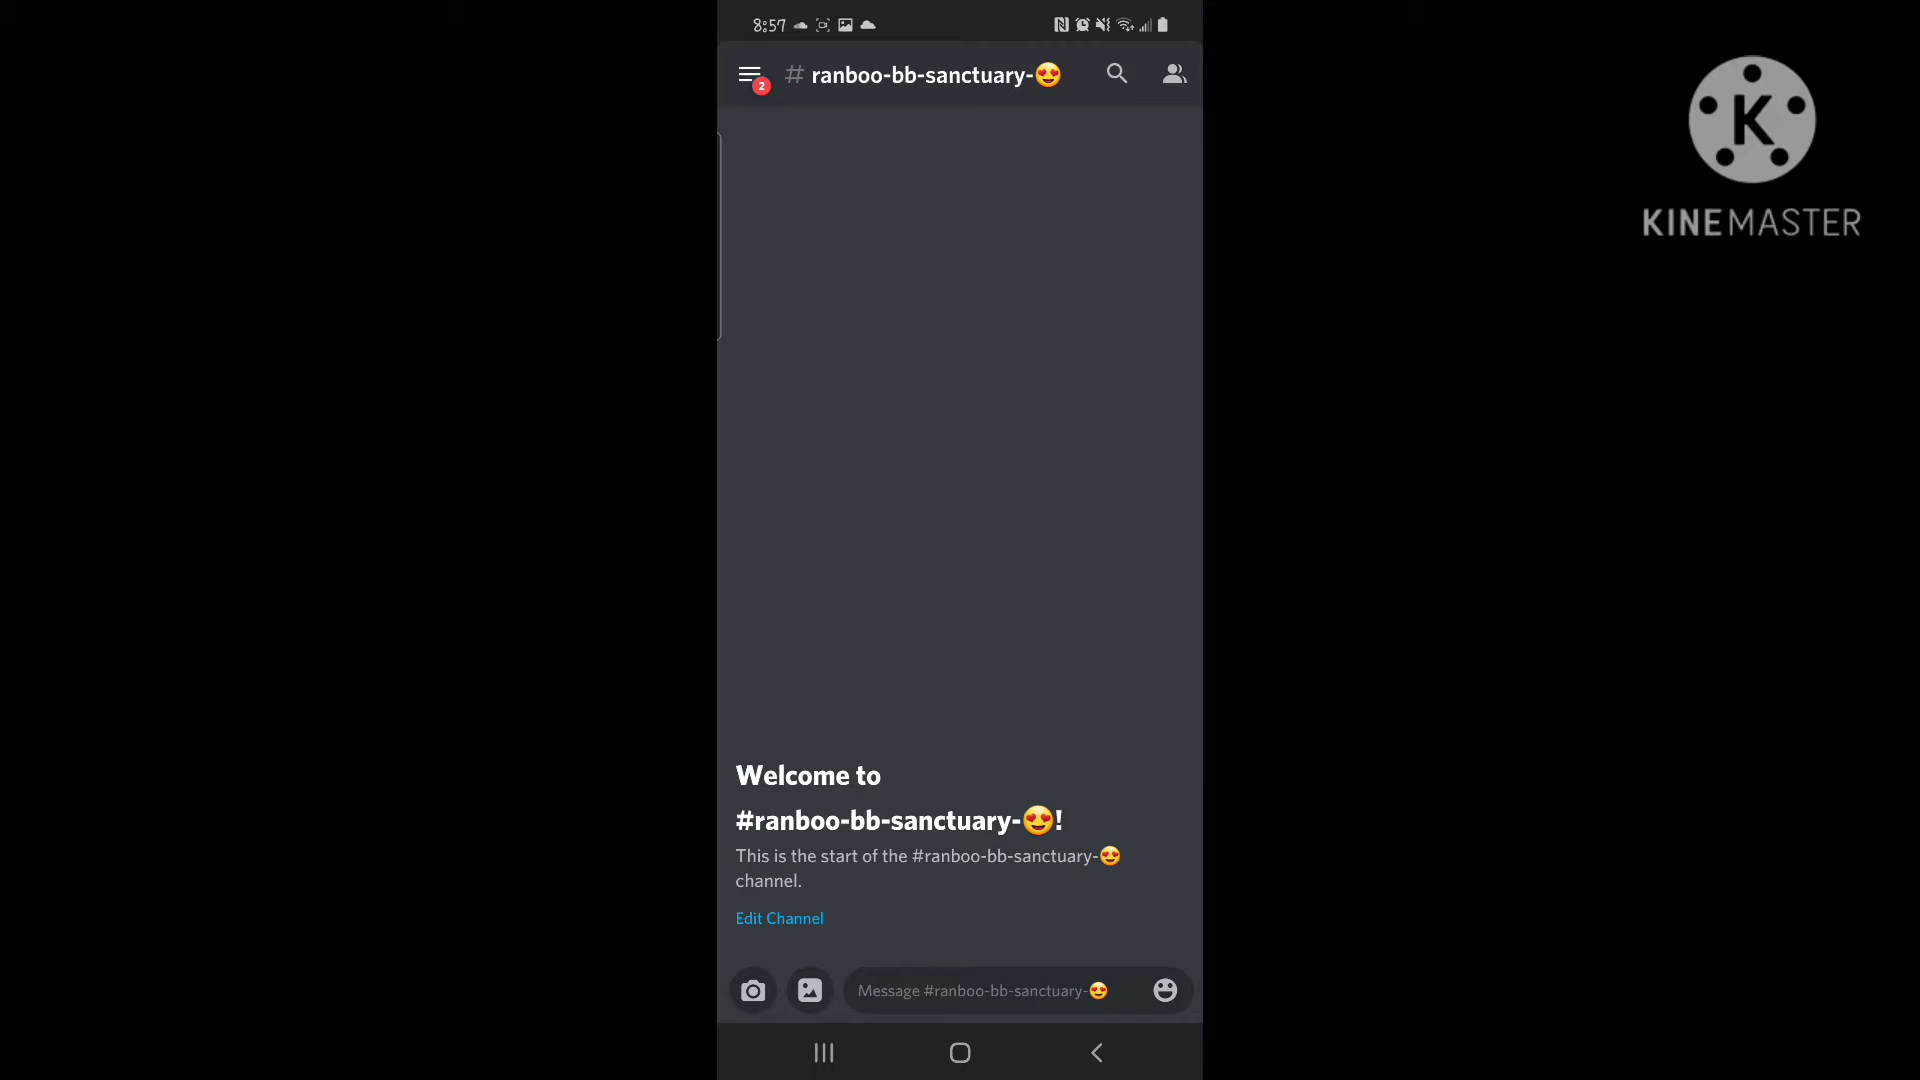 8:57
2
# ranboo-bb-sanctuary-😍
K
KINEMASTER
Welcome to
#ranboo-bb-sanctuary-😍!
This is the start of the #ranboo-bb-sanctuary-😍
channel.
Edit Channel
Message #ranboo-bb-sanctuary-😍